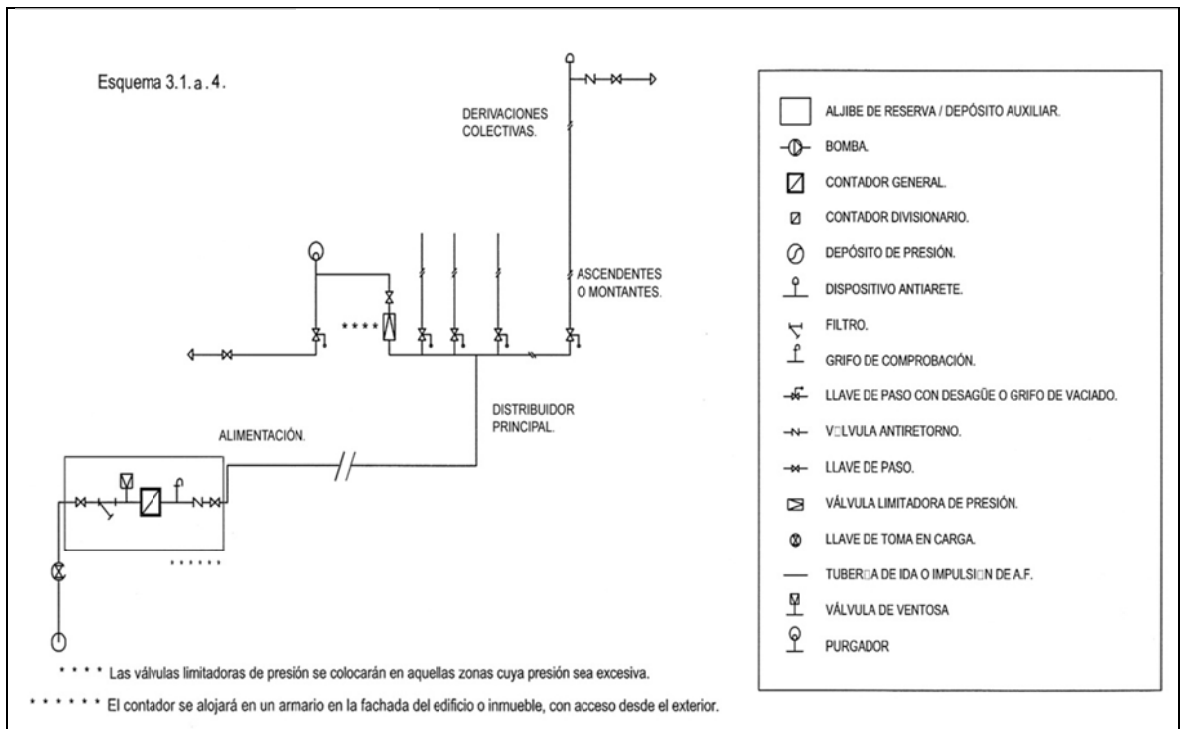 Esquema 3.1.a.4.
DERIVACIONES
COLECTIVAS.
ASCENDENTES
O MONTANTES.
* * * *
DISTRIBUIDOR
PRINCIPAL.
ALIMENTACIÓN.
* * * * * *
* * * * Las válvulas limitadoras de presión se colocarán en aquellas zonas cuya presión sea excesiva.
* * * * * * El contador se alojará en un armario en la fachada del edificio o inmueble, con acceso desde el exterior.
ALJIBE DE RESERVA / DEPÓSITO AUXILIAR.
BOMBA.
CONTADOR GENERAL.
CONTADOR DIVISIONARIO.
DEPÓSITO DE PRESIÓN.
DISPOSITIVO ANTIARETE.
FILTRO.
GRIFO DE COMPROBACIÓN.
LLAVE DE PASO CON DESAGÜE O GRIFO DE VACIADO.
V□LVULA ANTIRETORNO.
LLAVE DE PASO.
VÁLVULA LIMITADORA DE PRESIÓN.
LLAVE DE TOMA EN CARGA.
TUBER□A DE IDA O IMPULSI□N DE A.F.
VÁLVULA DE VENTOSA
PURGADOR